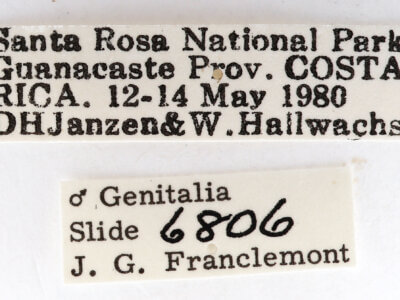 Santa Rosa National Park
Guanacaste Prov. COSTA
RICA. 12-14 May 1980
DHJanzen&W.Hallwachs
♂ Genitalia
Slide 6806
J. G. Franclemont